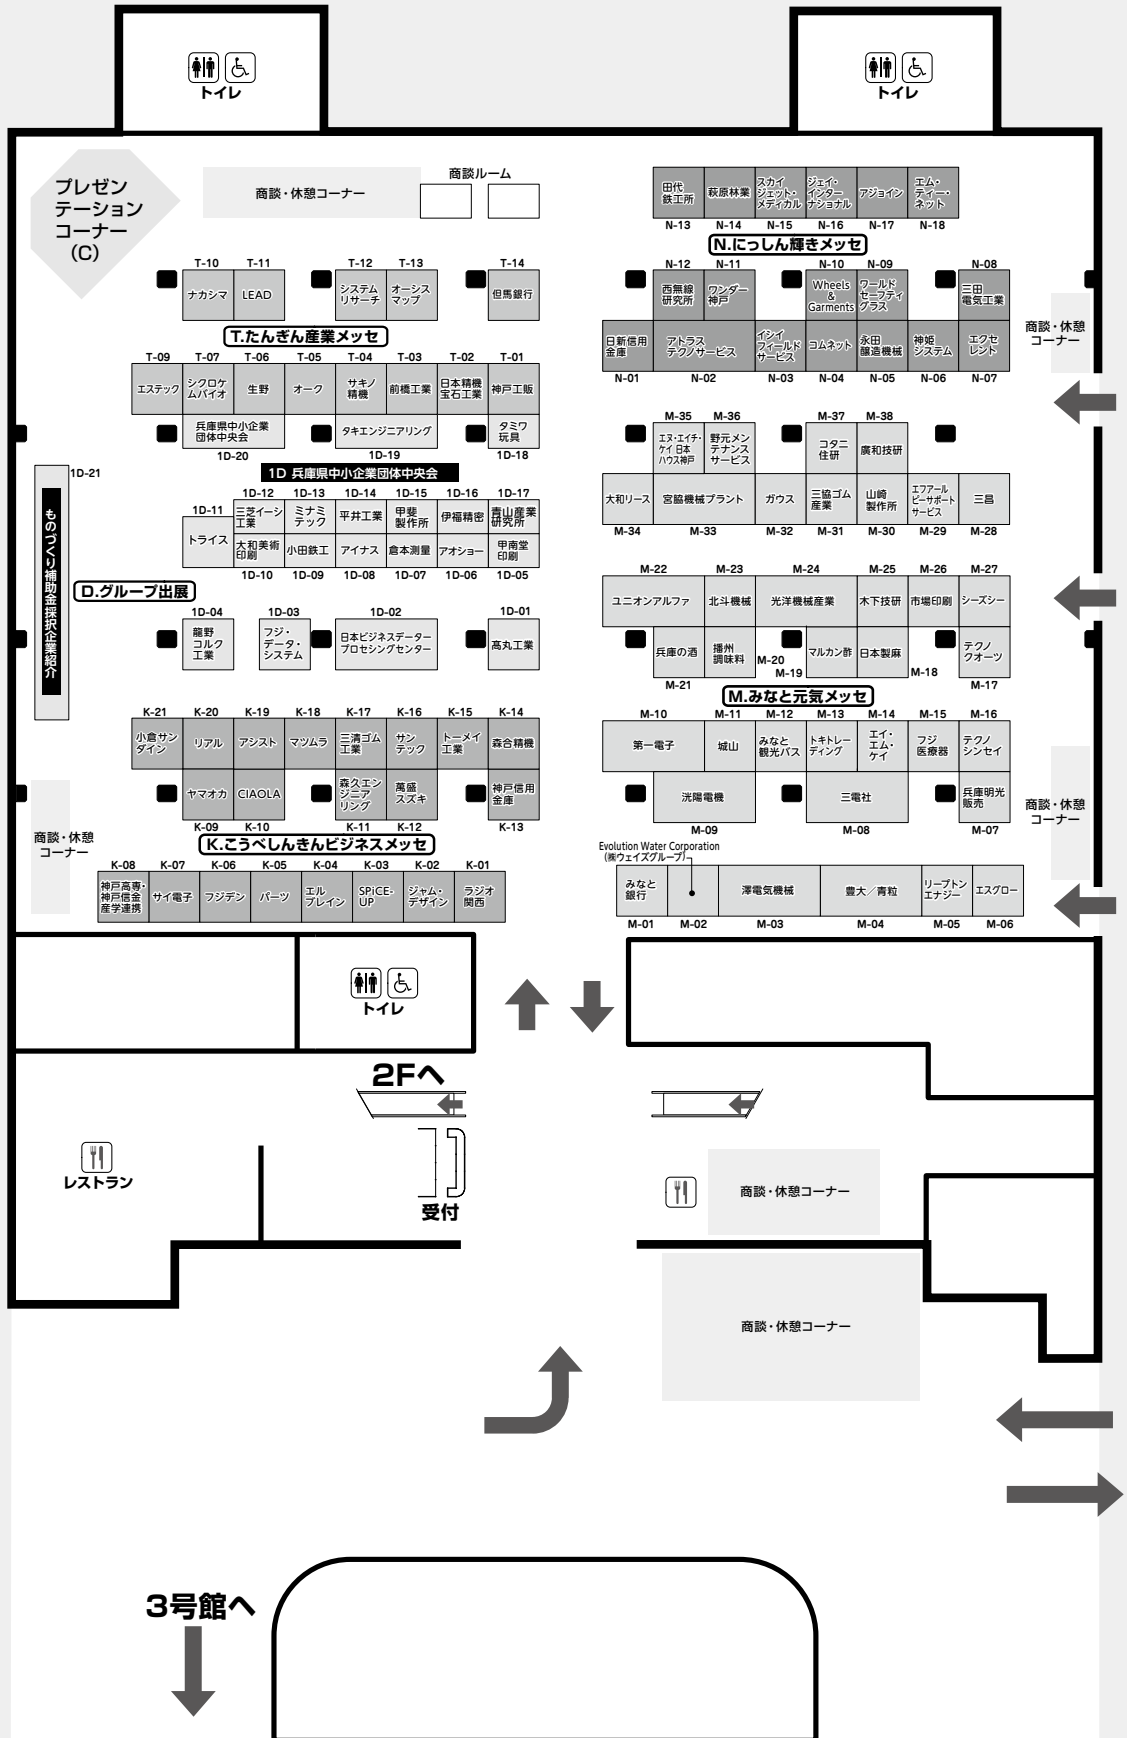 トイレ
トイレ
プレゼン
テーション
コーナー
(C)
商談・休憩コーナー
商談ルーム
田代
鉄工所
萩原林業
スカイ
ジェット・
メディカル
ジェイ・
インター
ナショナル
アジョイン
エム・
ティー・
ネット
N-13
N-14
N-15
N-16
N-17
N-18
N.にっしん輝きメッセ
T-10
T-11
T-12
T-13
T-14
ナカシマ
LEAD
システム
リサーチ
オーシス
マップ
但馬銀行
T.たんぎん産業メッセ
N-12
N-11
N-10
N-09
N-08
西無線
研究所
ワンダー
神戸
Wheels
&
Garments
ワールド
セーフティ
グラス
三田
電気工業
日新信用
金庫
アトラス
テクノサービス
イシイ
フィールド
サービス
コムネット
永田
醸造機械
神姫
システム
エクセ
レント
N-01
N-02
N-03
N-04
N-05
N-06
N-07
商談・休憩
コーナー
T-09
T-07
T-06
T-05
T-04
T-03
T-02
T-01
エステック
シクロケ
ムバイオ
生野
オーク
サキノ
精機
前橋工業
日本精機
宝石工業
神戸工販
兵庫県中小企業
団体中央会
タキエンジニアリング
タミワ
玩具
1D-20
1D-19
1D-18
1D 兵庫県中小企業団体中央会
1D-21
ものづくり補助金採択企業紹介
1D-11
1D-12
1D-13
1D-14
1D-15
1D-16
1D-17
トライス
三芝イーシ
工業
ミナミ
テック
平井工業
甲斐
製作所
伊福精密
青山産業
研究所
大和美術
印刷
小田鉄工
アイナス
倉本測量
アオショー
甲南堂
印刷
1D-10
1D-09
1D-08
1D-07
1D-06
1D-05
D.グループ出展
1D-04
1D-03
1D-02
1D-01
龍野
コルク
工業
フジ・
データ・
システム
日本ビジネスデーター
プロセシングセンター
髙丸工業
M-35
M-36
M-37
M-38
エヌ・エイチ・
ケイ 日本
ハウス神戸
野元メン
テナンス
サービス
コタニ
住研
廣和技研
大和リース
宮脇機械プラント
ガウス
三協ゴム
産業
山崎
製作所
エフアール
ピーサポート
サービス
三昌
M-34
M-33
M-32
M-31
M-30
M-29
M-28
M-22
M-23
M-24
M-25
M-26
M-27
ユニオンアルファ
北斗機械
光洋機械産業
木下技研
市場印刷
シーズシー
兵庫の酒
播州
調味料
M-20
M-19
マルカン酢
日本製麻
M-18
テクノ
クオーツ
M-21
M-17
M.みなと元気メッセ
K-21
K-20
K-19
K-18
K-17
K-16
K-15
K-14
小倉サン
ダイン
リアル
アシスト
マツムラ
三清ゴム
工業
サン
テック
トーメイ
工業
森合精機
ヤマオカ
CIAOLA
森久エン
ジニア
リング
萬盛
スズキ
神戸信用
金庫
K-09
K-10
K-11
K-12
K-13
K.こうべしんきんビジネスメッセ
商談・休憩
コーナー
K-08
K-07
K-06
K-05
K-04
K-03
K-02
K-01
神戸高専・
神戸信金
産学連携
サイ電子
フジデン
パーツ
エル
ブレイン
SPiCE-
UP
ジャム・
デザイン
ラジオ
関西
M-10
M-11
M-12
M-13
M-14
M-15
M-16
第一電子
城山
みなと
観光バス
トキトレー
ディング
エイ・
エム・
ケイ
フジ
医療器
テクノ
シンセイ
洸陽電機
三電社
兵庫明光
販売
M-09
M-08
M-07
商談・休憩
コーナー
Evolution Water Corporation
(㈱ウェイズグループ)
みなと
銀行
澤電気機械
豊大／青粒
リープトン
エナジー
エスグロー
M-01
M-02
M-03
M-04
M-05
M-06
トイレ
2Fへ
レストラン
受付
商談・休憩コーナー
商談・休憩コーナー
3号館へ